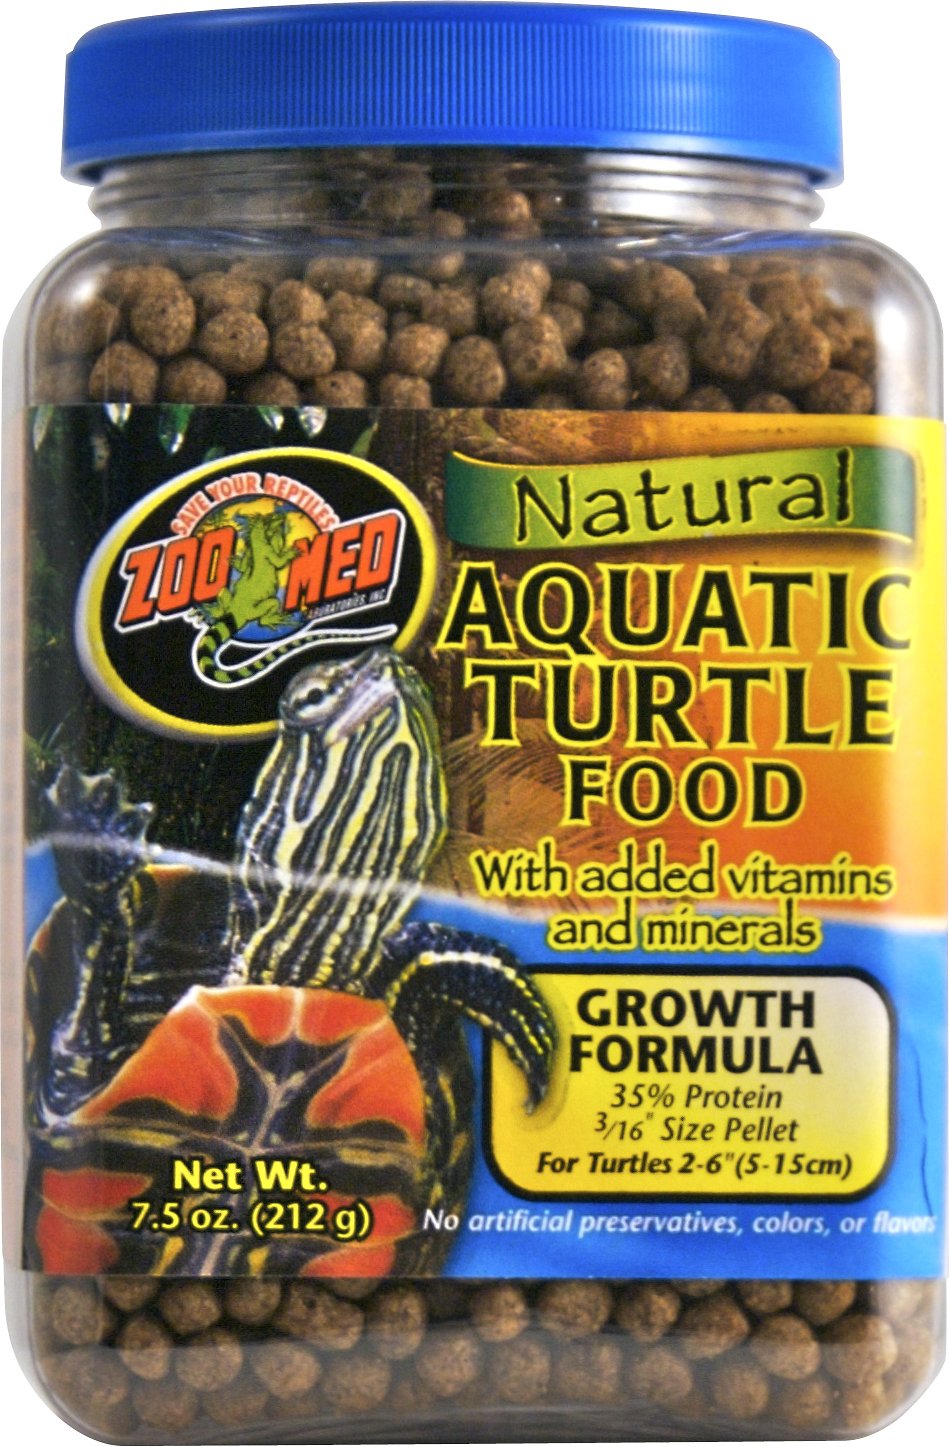 SAVE YOUR REPTILES
ZOO MED
LABORATORIES, INC.
Natural
AQUATIC
TURTLE
FOOD
With added vitamins
and minerals
GROWTH
FORMULA
35% Protein
3/16" Size Pellet
For Turtles 2-6" (5-15cm)
Net Wt.
7.5 oz. (212 g)
No artificial preservatives, colors, or flavors